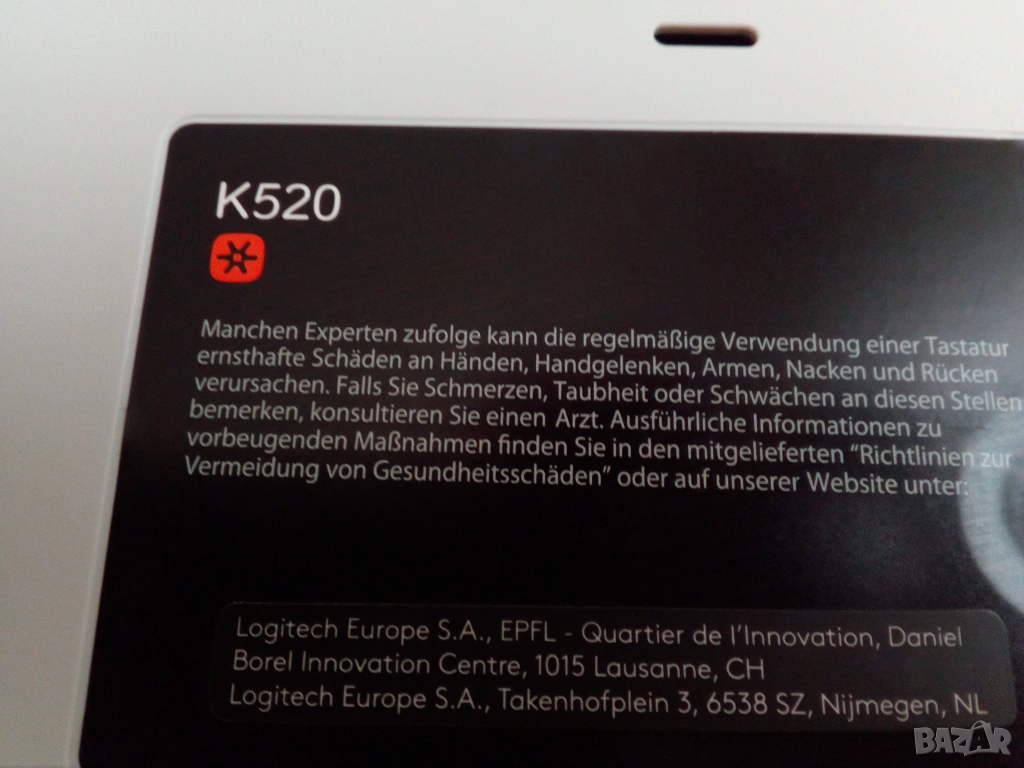 K520
Manchen Experten zufolge kann die regelmäßige Verwendung einer Tastatur
ernsthafte Schäden an Händen, Handgelenken, Armen, Nacken und Rücken
verursachen. Falls Sie Schmerzen, Taubheit oder Schwächen an diesen Stellen
bemerken, konsultieren Sie einen Arzt. Ausführliche Informationen zu
vorbeugenden Maßnahmen finden Sie in den mitgelieferten “Richtlinien zur
Vermeidung von Gesundheitsschäden” oder auf unserer Website unter:
Logitech Europe S.A., EPFL - Quartier de l'Innovation, Daniel
Borel Innovation Centre, 1015 Lausanne, CH
Logitech Europe S.A., Takenhofplein 3, 6538 SZ, Nijmegen, NL
BAZAR